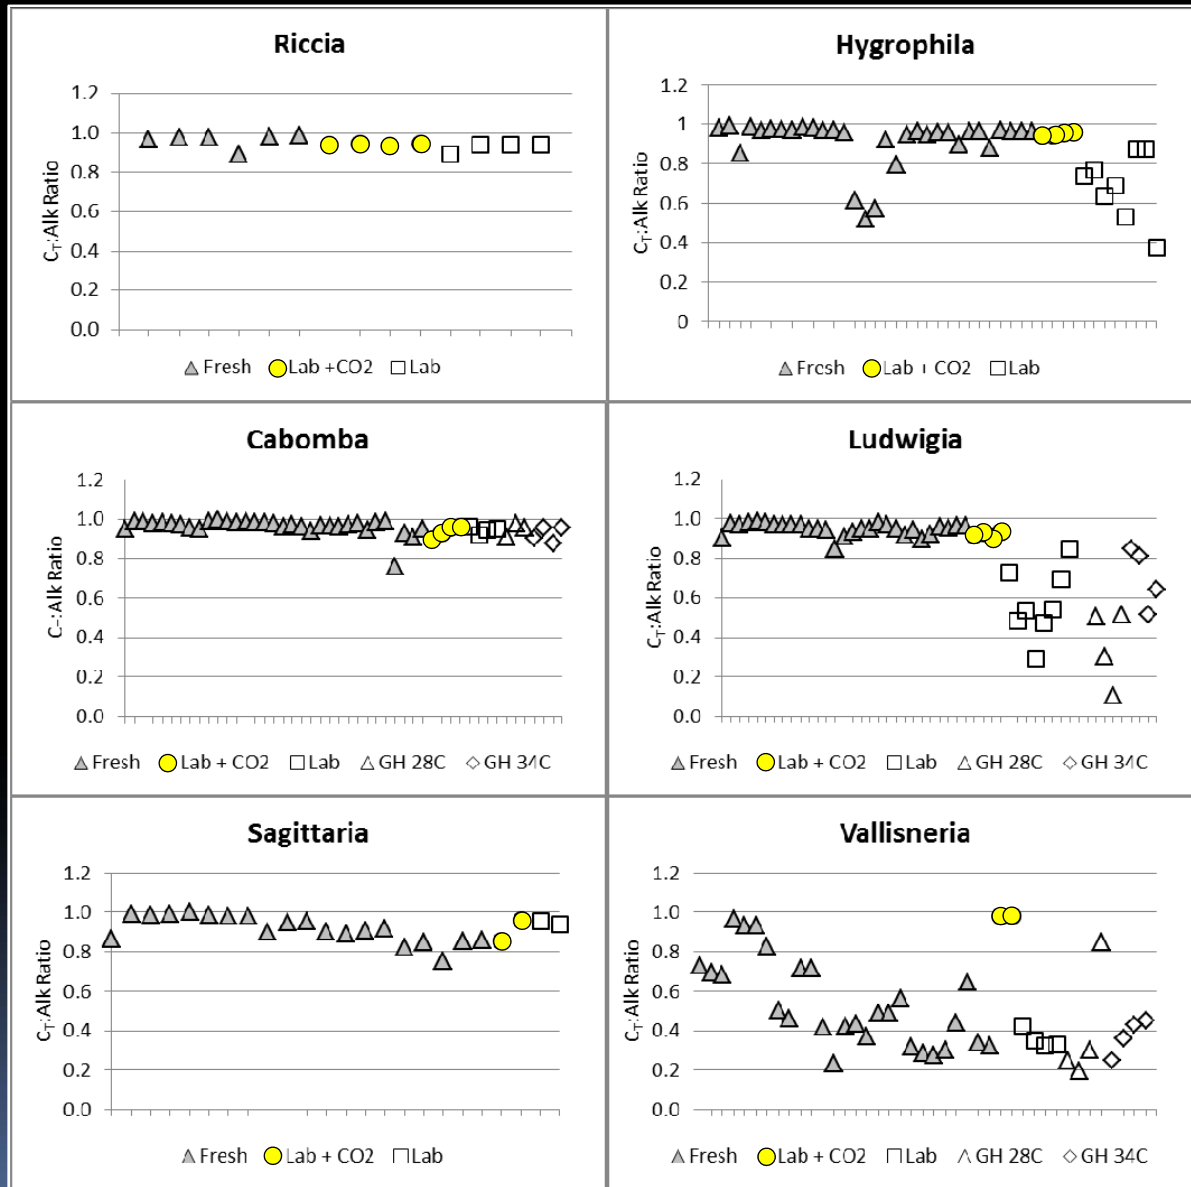 Riccia
1.2
1.0
0.8
0.6
0.4
0.2
0.0
CT:Alk Ratio
Fresh Lab +CO2 Lab
Hygrophila
1.2
1
0.8
0.6
0.4
0.2
0
CT:Alk Ratio
Fresh Lab + CO2 Lab
Cabomba
1.2
1.0
0.8
0.6
0.4
0.2
0.0
CT:Alk Ratio
Fresh Lab + CO2 Lab GH 28C GH 34C
Ludwigia
1.2
1.0
0.8
0.6
0.4
0.2
0.0
CT:Alk Ratio
Fresh Lab + CO2 Lab GH 28C GH 34C
Sagittaria
1.2
1.0
0.8
0.6
0.4
0.2
0.0
CT:Alk Ratio
Fresh Lab + CO2 Lab
Vallisneria
1.2
1.0
0.8
0.6
0.4
0.2
0.0
CT:Alk Ratio
Fresh Lab + CO2 Lab GH 28C GH 34C